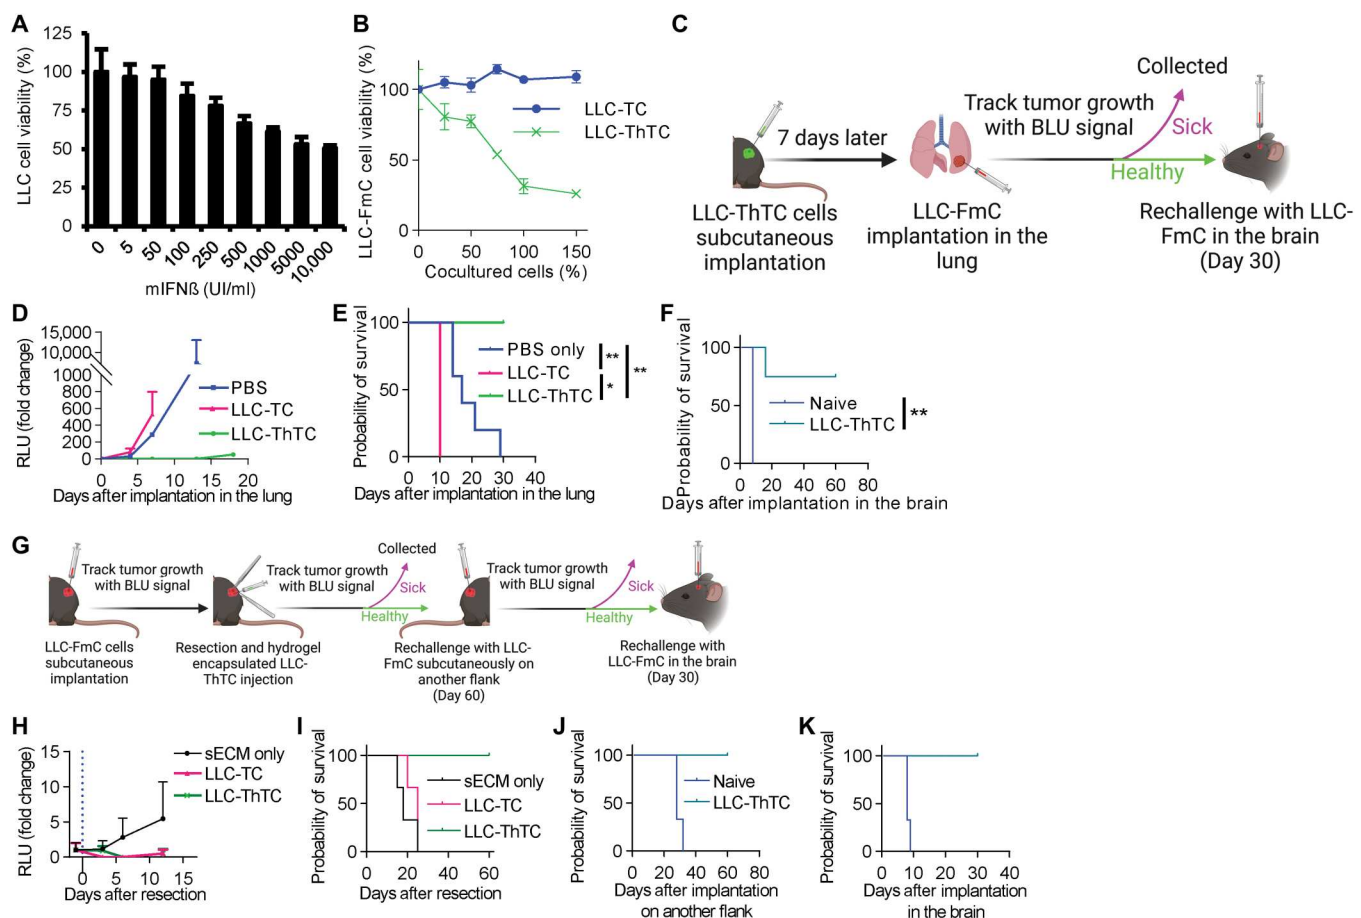 A
LLC cell viability (%)
125
100
75
50
25
0
0
5
50
100
250
500
1000
5000
10,000
mIFNß (UI/ml)
B
LLC-FmC cell viability (%)
100
50
0
0
50
100
150
Cocultured cells (%)
LLC-TC
LLC-ThTC
C
LLC-ThTC cells
subcutaneous
implantation
7 days later
LLC-FmC
implantation in the
lung
Track tumor growth
with BLU signal
Collected
Sick
Healthy
Rechallenge with LLC-
FmC in the brain
(Day 30)
D
RLU (fold change)
15,000
10,000
800
600
400
200
0
0
5
10
15
20
Days after implantation in the lung
PBS
LLC-TC
LLC-ThTC
E
Probability of survival
100
50
0
0
10
20
30
40
Days after implantation in the lung
PBS only
LLC-TC
LLC-ThTC
**
*
**
F
Probability of survival
100
50
0
0
20
40
60
80
Days after implantation in the brain
Naive
LLC-ThTC
**
G
LLC-FmC cells
subcutaneous
implantation
Track tumor growth
with BLU signal
Resection and hydrogel
encapsulated LLC-
ThTC injection
Track tumor growth
with BLU signal
Collected
Sick
Healthy
Rechallenge with LLC-
FmC subcutaneously on
another flank
(Day 60)
Track tumor growth
with BLU signal
Sick
Healthy
Rechallenge with
LLC-FmC in the brain
(Day 30)
H
RLU (fold change)
15
10
5
0
0
5
10
15
Days after resection
sECM only
LLC-TC
LLC-ThTC
I
Probability of survival
100
50
0
0
20
40
60
Days after resection
sECM only
LLC-TC
LLC-ThTC
J
Probability of survival
100
50
0
0
20
40
60
80
Days after implantation
on another flank
Naive
LLC-ThTC
K
Probability of survival
100
50
0
0
10
20
30
40
Days after implantation
in the brain